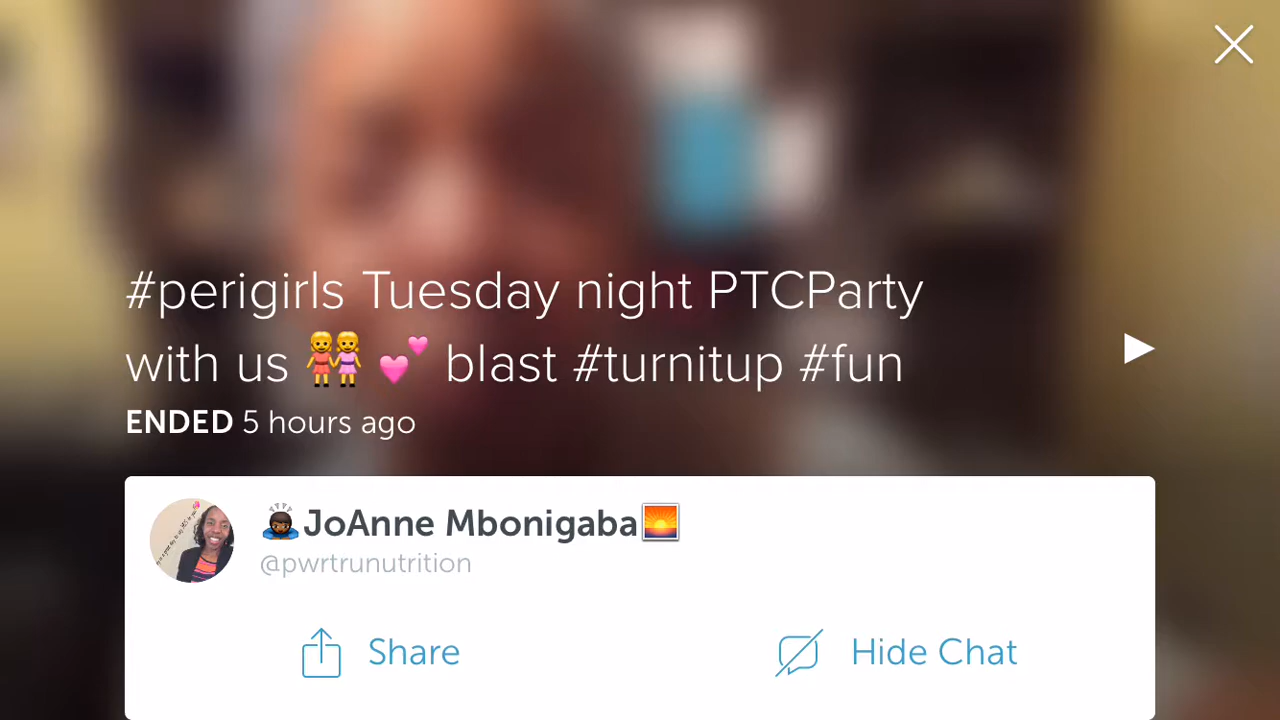 #perigirls Tuesday night PTCParty
with us 👭 💕 blast #turnitup #fun
ENDED 5 hours ago
🙇🏿JoAnne Mbonigaba🌅
@pwrtrunutrition
Share
Hide Chat